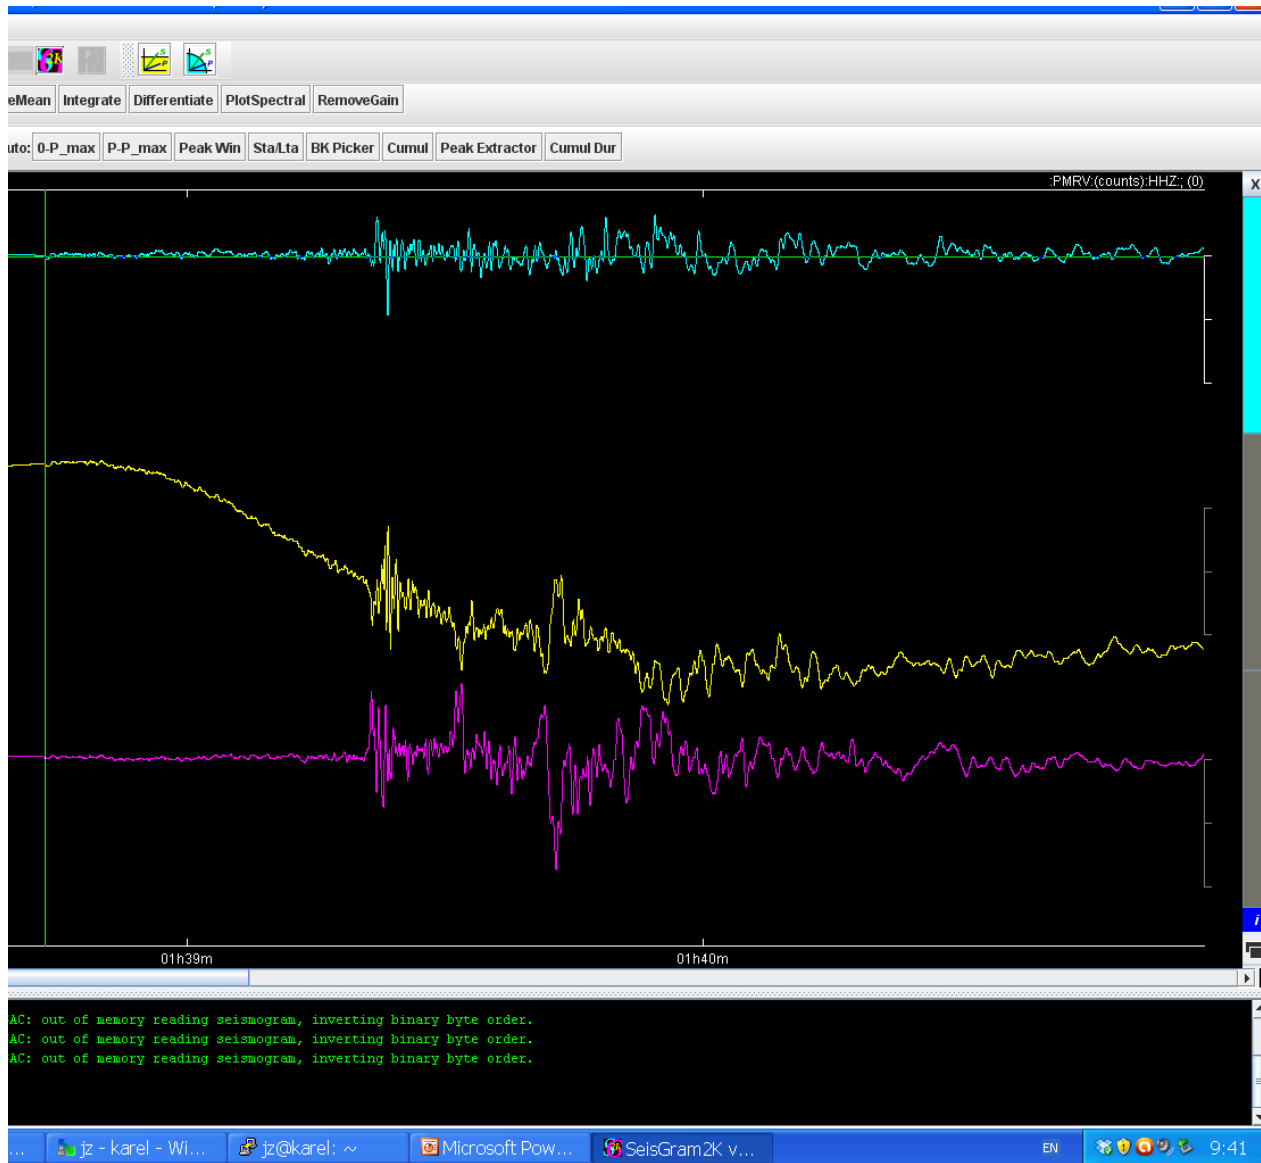 eMean Integrate Differentiate PlotSpectral RemoveGain
uto: 0-P_max P-P_max Peak Win Sta/Lta BK Picker Cumul Peak Extractor Cumul Dur
:PMRV:(counts):HHZ:; (0)
X
01h39m 01h40m
i
AC: out of memory reading seismogram, inverting binary byte order.
AC: out of memory reading seismogram, inverting binary byte order.
AC: out of memory reading seismogram, inverting binary byte order.
... jz - karel - Wi... jz@karel: ~ Microsoft Pow... SeisGram2K v... EN 9:41